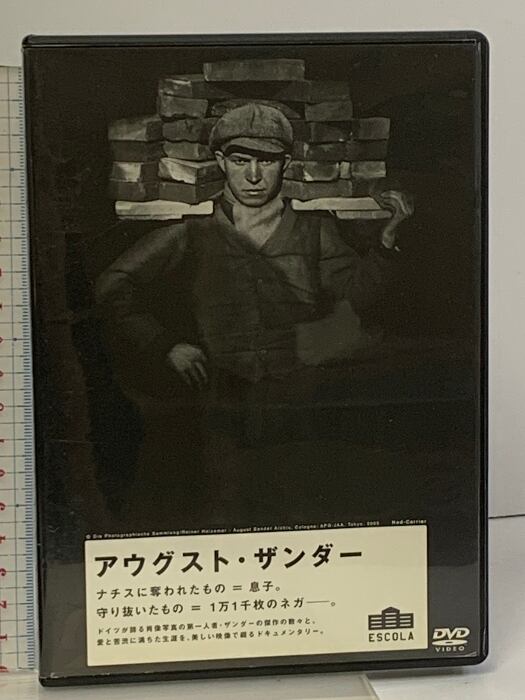 © Die Photographische Sammlung/Reiner Holzemer - August Sander Archiv, Cologne; APG-JAA, Tokyo, 2005
Hod-Carrier
アウグスト・ザンダー
ナチスに奪われたもの = 息子。
守り抜いたもの = 1万1千枚のネガ──。
ドイツが誇る肖像写真の第一人者・ザンダーの傑作の数々と、
愛と苦渋に満ちた生涯を、美しい映像で綴るドキュメンタリー。
ESCOLA
DVD
VIDEO